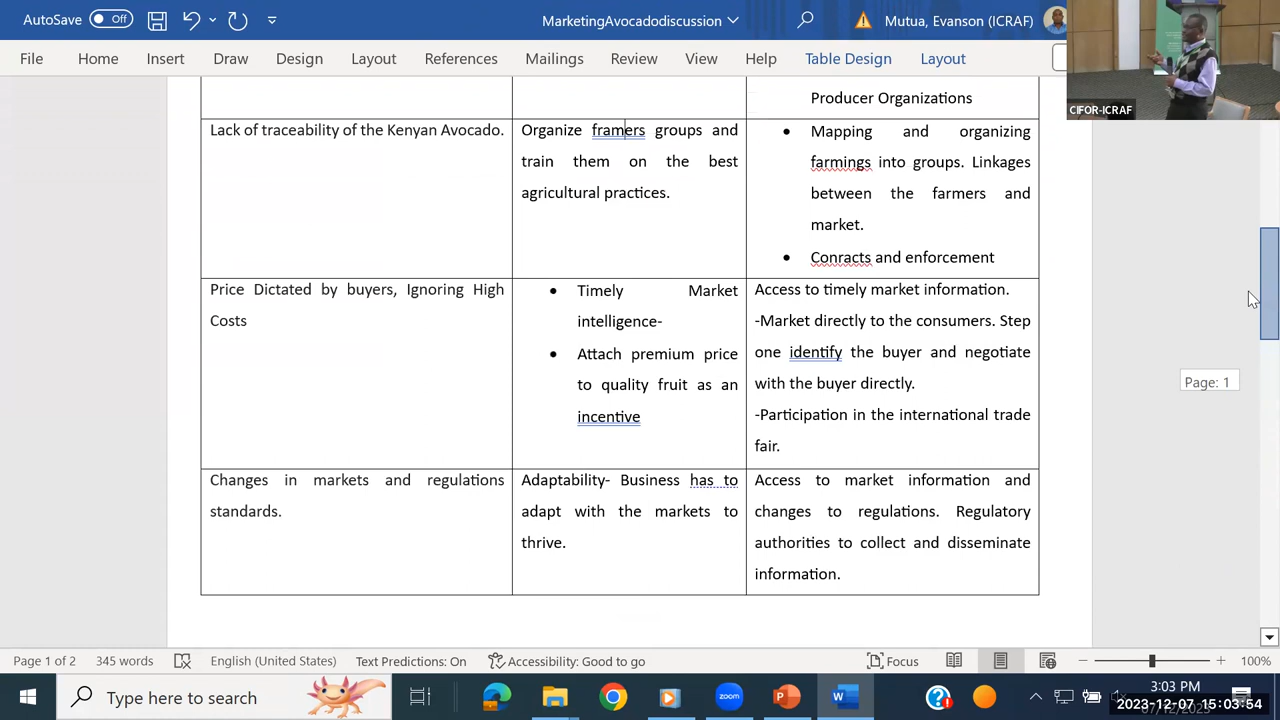 AutoSave Off
MarketingAvocadodiscussion
Mutua, Evanson (ICRAF)
File Home Insert Draw Design Layout References Mailings Review View Help Table Design Layout
CIFOR-ICRAF
Producer Organizations
Lack of traceability of the Kenyan Avocado.
Organize framers groups and
train them on the best
agricultural practices.
• Mapping and organizing
farmings into groups. Linkages
between the farmers and
market.
• Conracts and enforcement
Price Dictated by buyers, Ignoring High
Costs
• Timely Market
intelligence-
• Attach premium price
to quality fruit as an
incentive
Access to timely market information.
-Market directly to the consumers. Step
one identify the buyer and negotiate
with the buyer directly.
-Participation in the international trade
fair.
Changes in markets and regulations
standards.
Adaptability- Business has to
adapt with the markets to
thrive.
Access to market information and
changes to regulations. Regulatory
authorities to collect and disseminate
information.
Page: 1
Page 1 of 2 345 words English (United States) Text Predictions: On Accessibility: Good to go Focus 100%
Type here to search
zoom
3:03 PM
2023-12-07 15:03:54